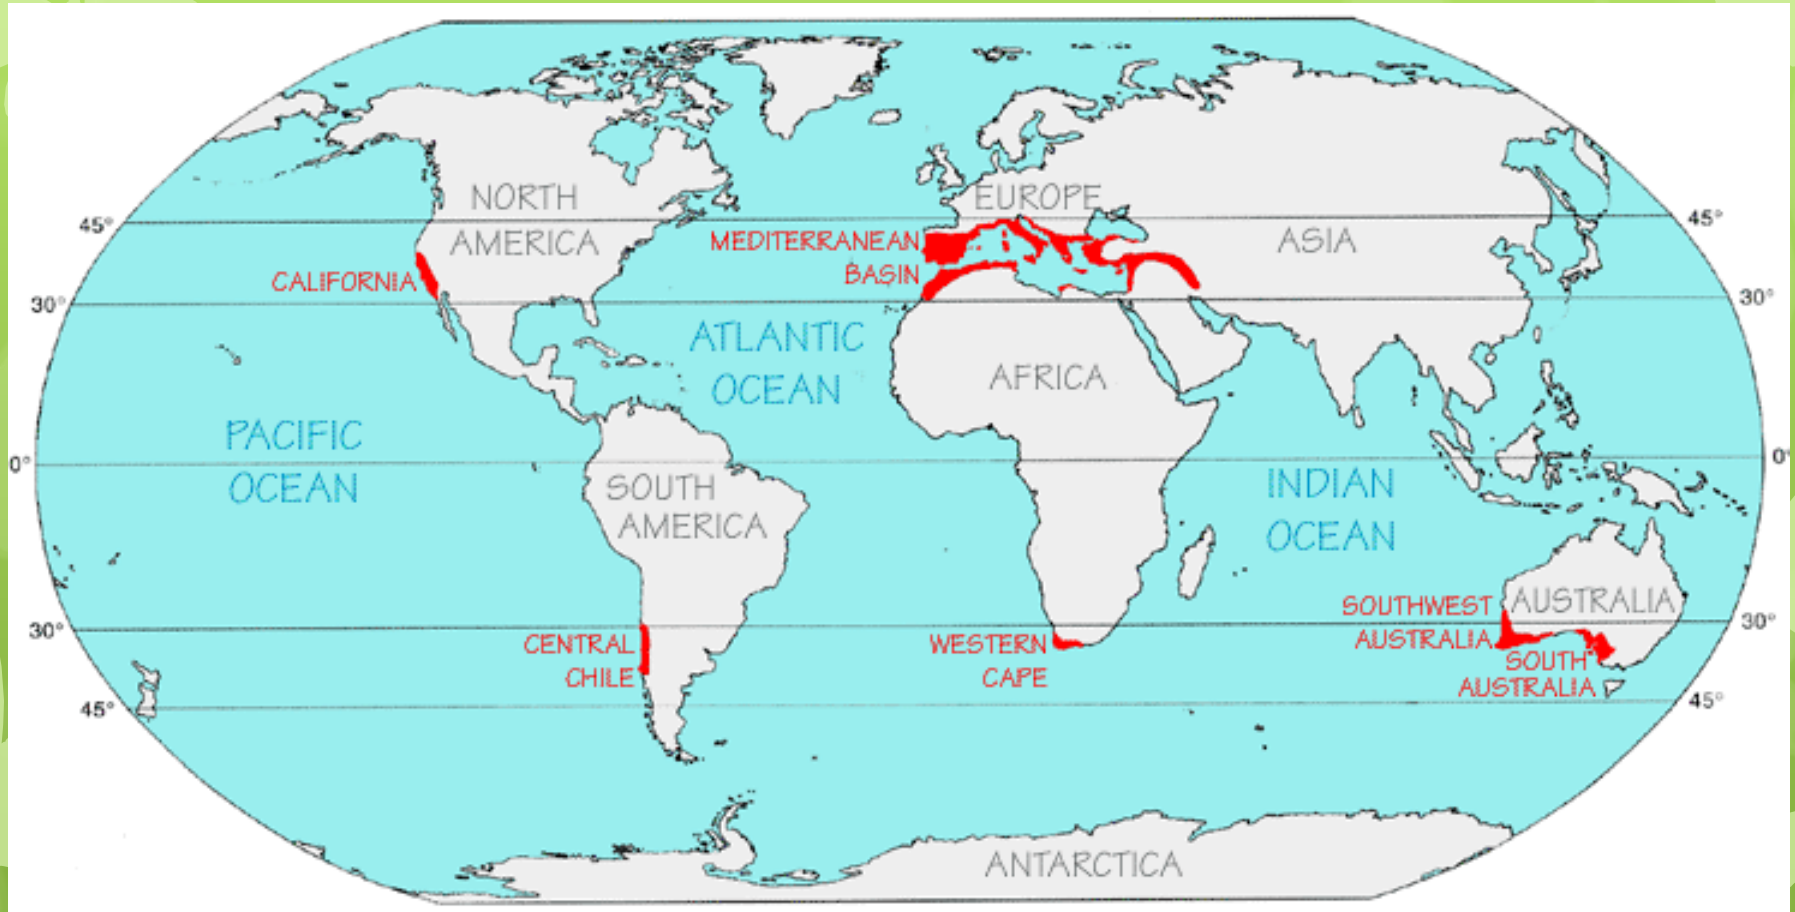 NORTH
AMERICA
EUROPE
ASIA
45°
45°
MEDITERRANEAN
BASIN
CALIFORNIA
30°
30°
ATLANTIC
OCEAN
AFRICA
PACIFIC
OCEAN
0°
0°
SOUTH
AMERICA
INDIAN
OCEAN
SOUTHWEST
AUSTRALIA
AUSTRALIA
30°
30°
CENTRAL
CHILE
WESTERN
CAPE
SOUTH
AUSTRALIA
45°
45°
ANTARCTICA